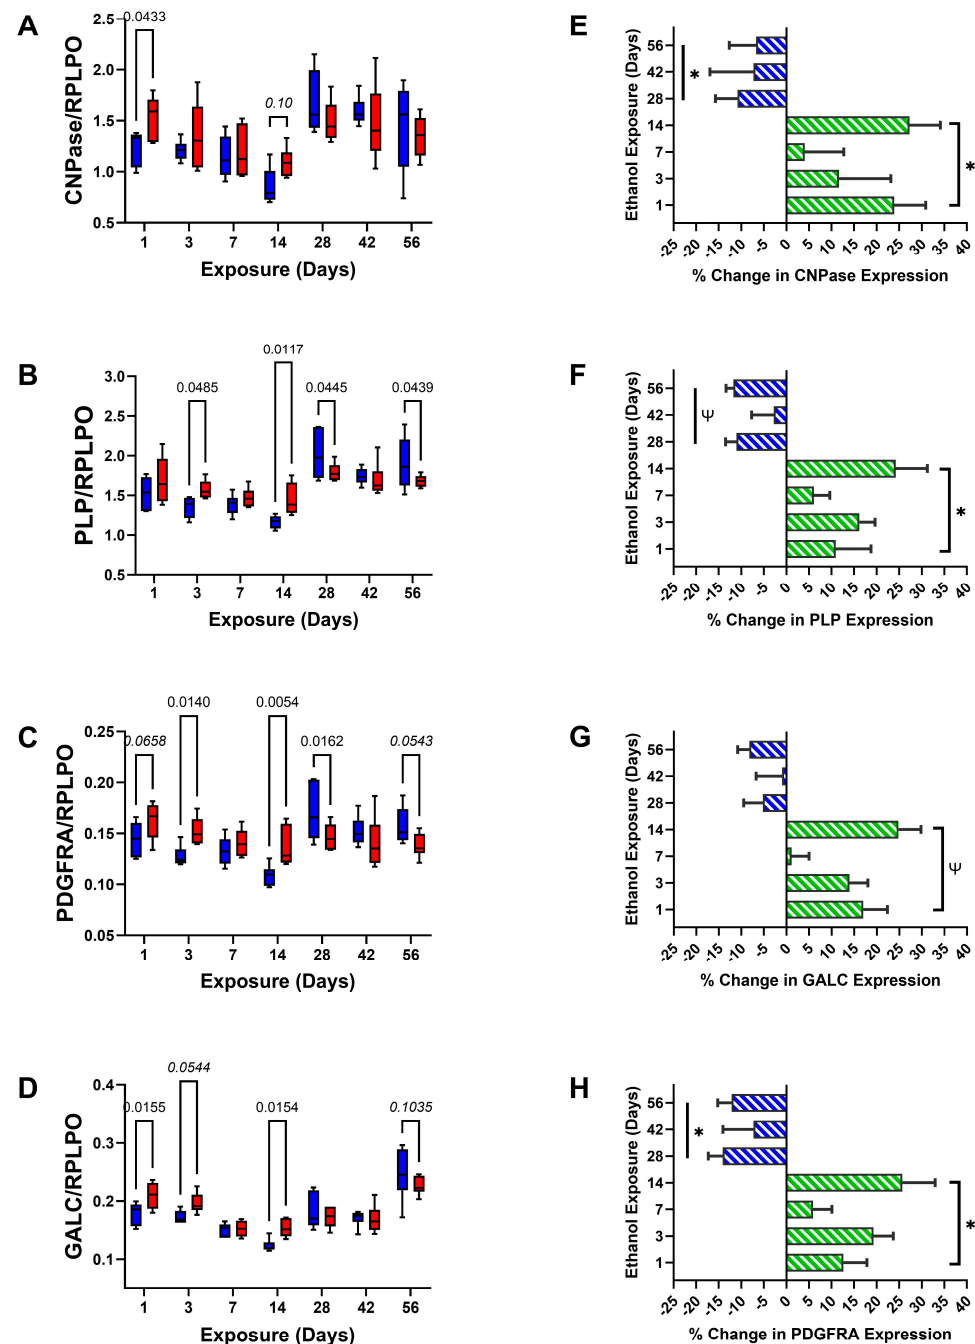 A
0.0433
2.5
2.0
1.5
1.0
0.5
CNPase/RPLPO
0.10
1 3 7 14 28 42 56
Exposure (Days)
E
Ethanol Exposure (Days)
56
42
28
14
7
3
1
*
*
-25 -20 -15 -10 -5 0 5 10 15 20 25 30 35 40
% Change in CNPase Expression
B
0.0485
0.0117
0.0445
0.0439
3.0
2.5
2.0
1.5
1.0
0.5
PLP/RPLPO
1 3 7 14 28 42 56
Exposure (Days)
F
Ethanol Exposure (Days)
56
42
28
14
7
3
1
Ψ
*
-25 -20 -15 -10 -5 0 5 10 15 20 25 30 35 40
% Change in PLP Expression
C
0.0658
0.0140
0.0054
0.0162
0.0543
0.25
0.20
0.15
0.10
0.05
PDGFRA/RPLPO
1 3 7 14 28 42 56
Exposure (Days)
G
Ethanol Exposure (Days)
56
42
28
14
7
3
1
Ψ
-25 -20 -15 -10 -5 0 5 10 15 20 25 30 35 40
% Change in GALC Expression
D
0.0155
0.0544
0.0154
0.1035
0.4
0.3
0.2
0.1
GALC/RPLPO
1 3 7 14 28 42 56
Exposure (Days)
H
Ethanol Exposure (Days)
56
42
28
14
7
3
1
*
*
-25 -20 -15 -10 -5 0 5 10 15 20 25 30 35 40
% Change in PDGFRA Expression